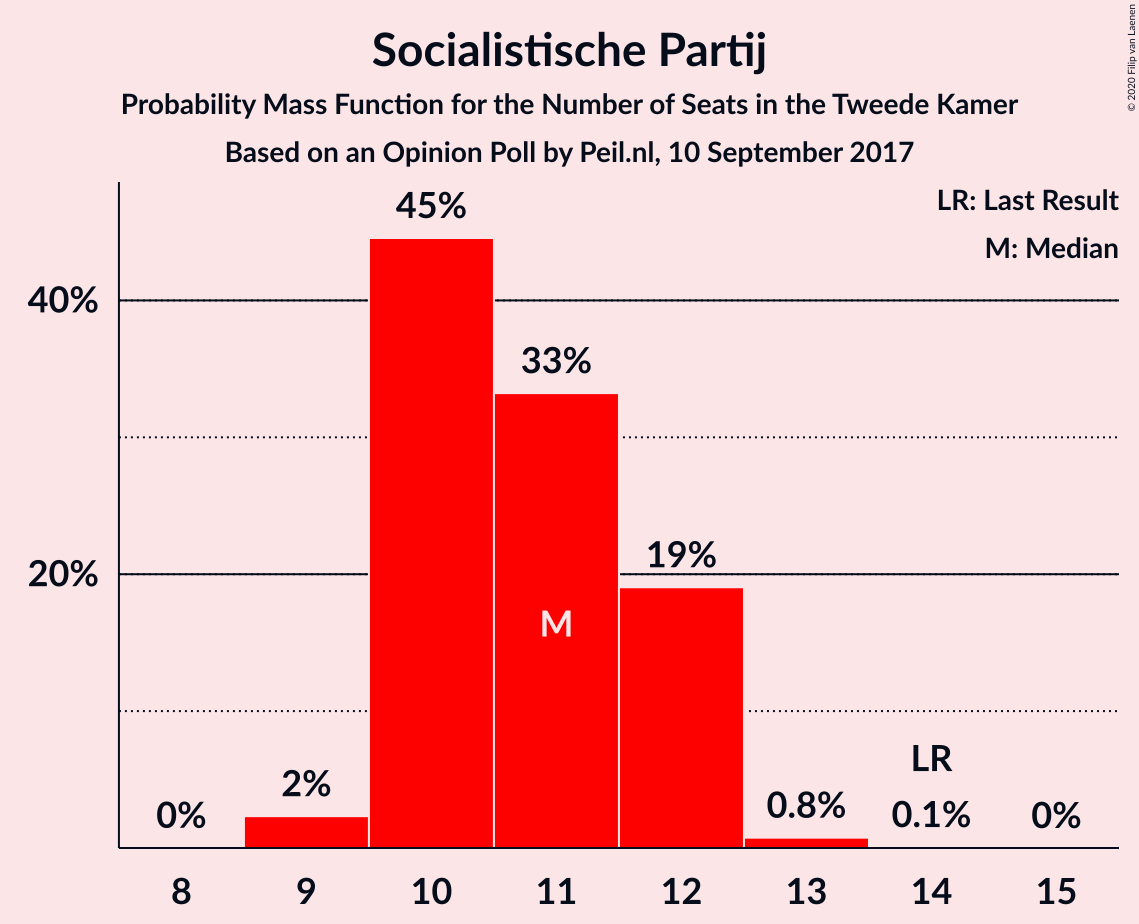 Socialistische Partij
Probability Mass Function for the Number of Seats in the Tweede Kamer
Based on an Opinion Poll by Peil.nl, 10 September 2017
© 2020 Filip van Laenen
LR: Last Result
M: Median
45%
40%
33%
20%
19%
M
LR
0%
2%
0.8%
0.1%
0%
8
9
10
11
12
13
14
15